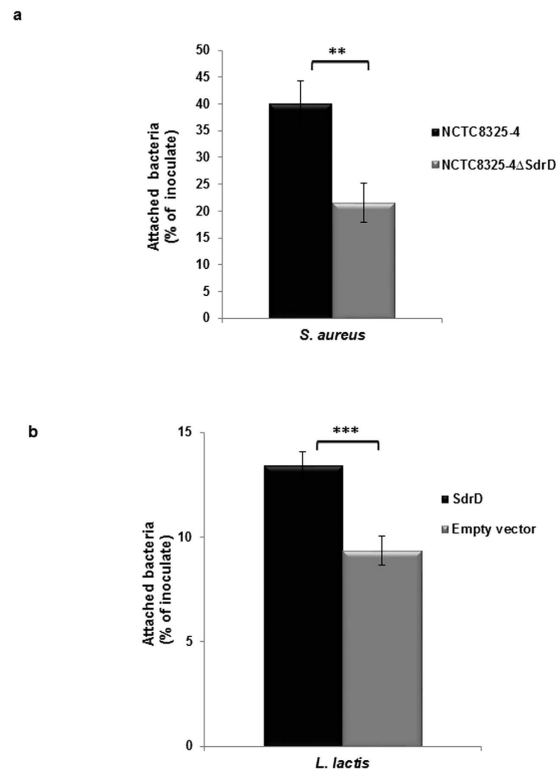 a
**
50
45
40
35
30
25
20
15
10
5
0
Attached bacteria
(% of inoculate)
NCTC8325-4
NCTC8325-4ΔSdrD
S. aureus
b
***
15
10
5
0
Attached bacteria
(% of inoculate)
SdrD
Empty vector
L. lactis